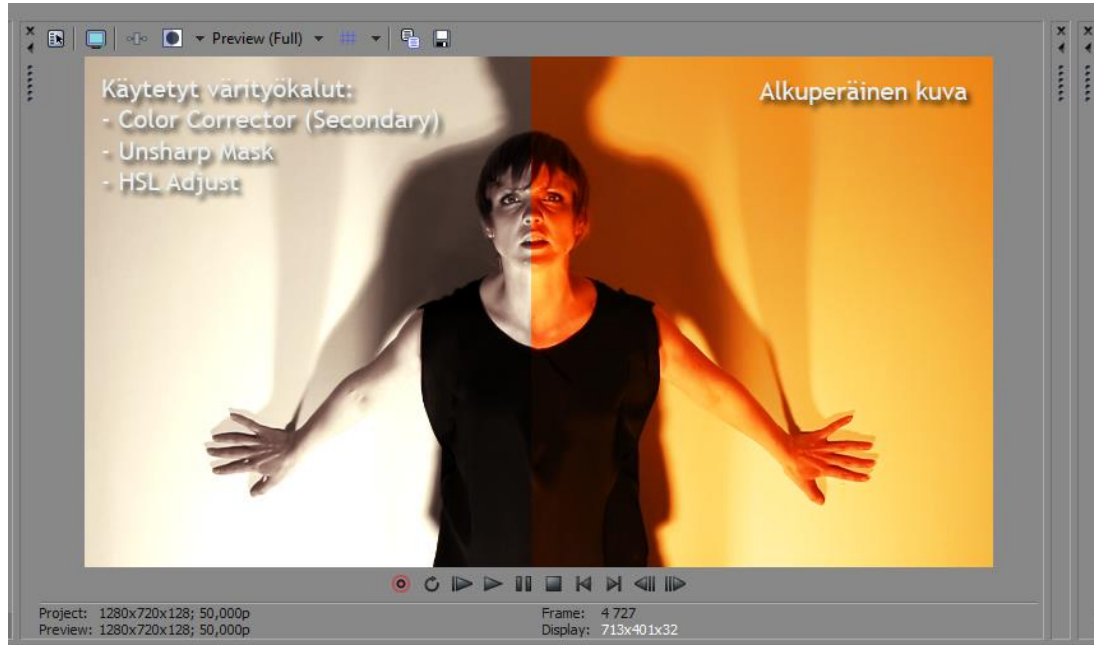 Preview (Full)
Käytetyt värityökalut:
- Color Corrector (Secondary)
- Unsharp Mask
- HSL Adjust
Alkuperäinen kuva
Project: 1280x720x128; 50,000p
Frame: 4 727
Preview: 1280x720x128; 50,000p
Display: 713x401x32